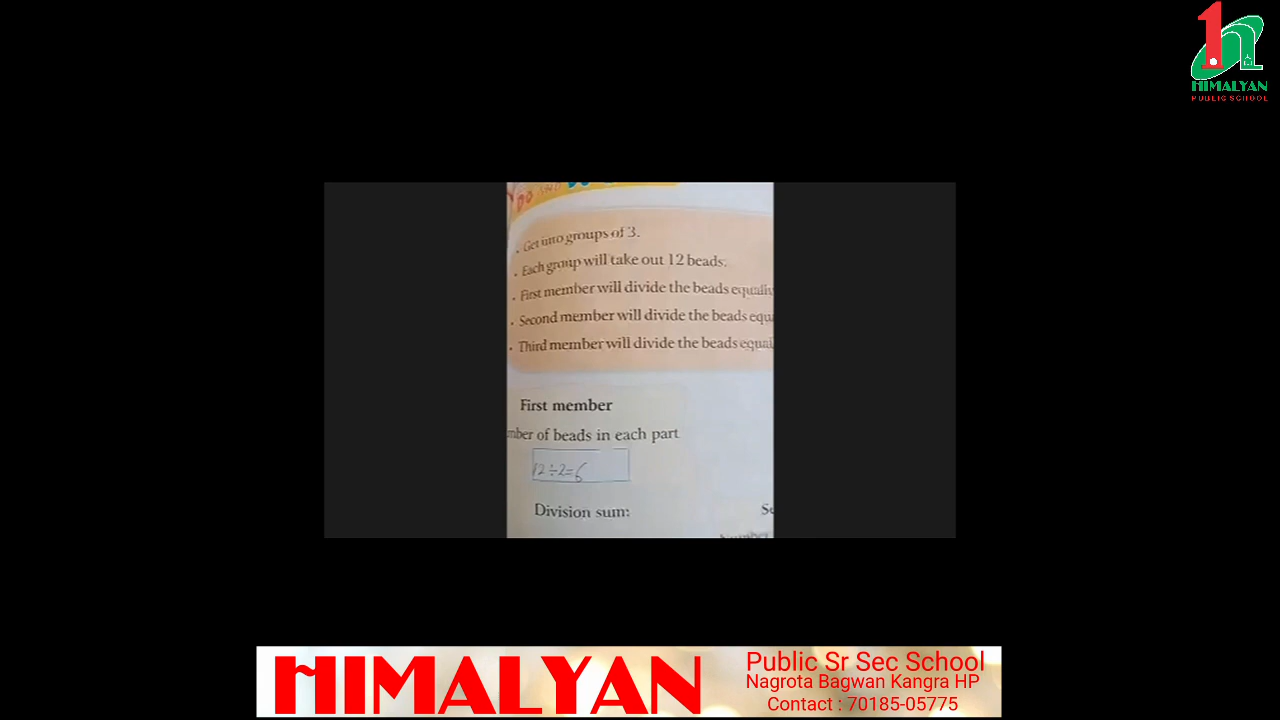 HIMALYAN
PUBLIC SCHOOL
. Get into groups of 3.
. Each group will take out 12 beads.
. First member will divide the beads equally
. Second member will divide the beads equ
. Third member will divide the beads equal
First member
mber of beads in each part
12÷2=6
Division sum:
Se
Number
HIMALYAN
Public Sr Sec School
Nagrota Bagwan Kangra HP
Contact : 70185-05775